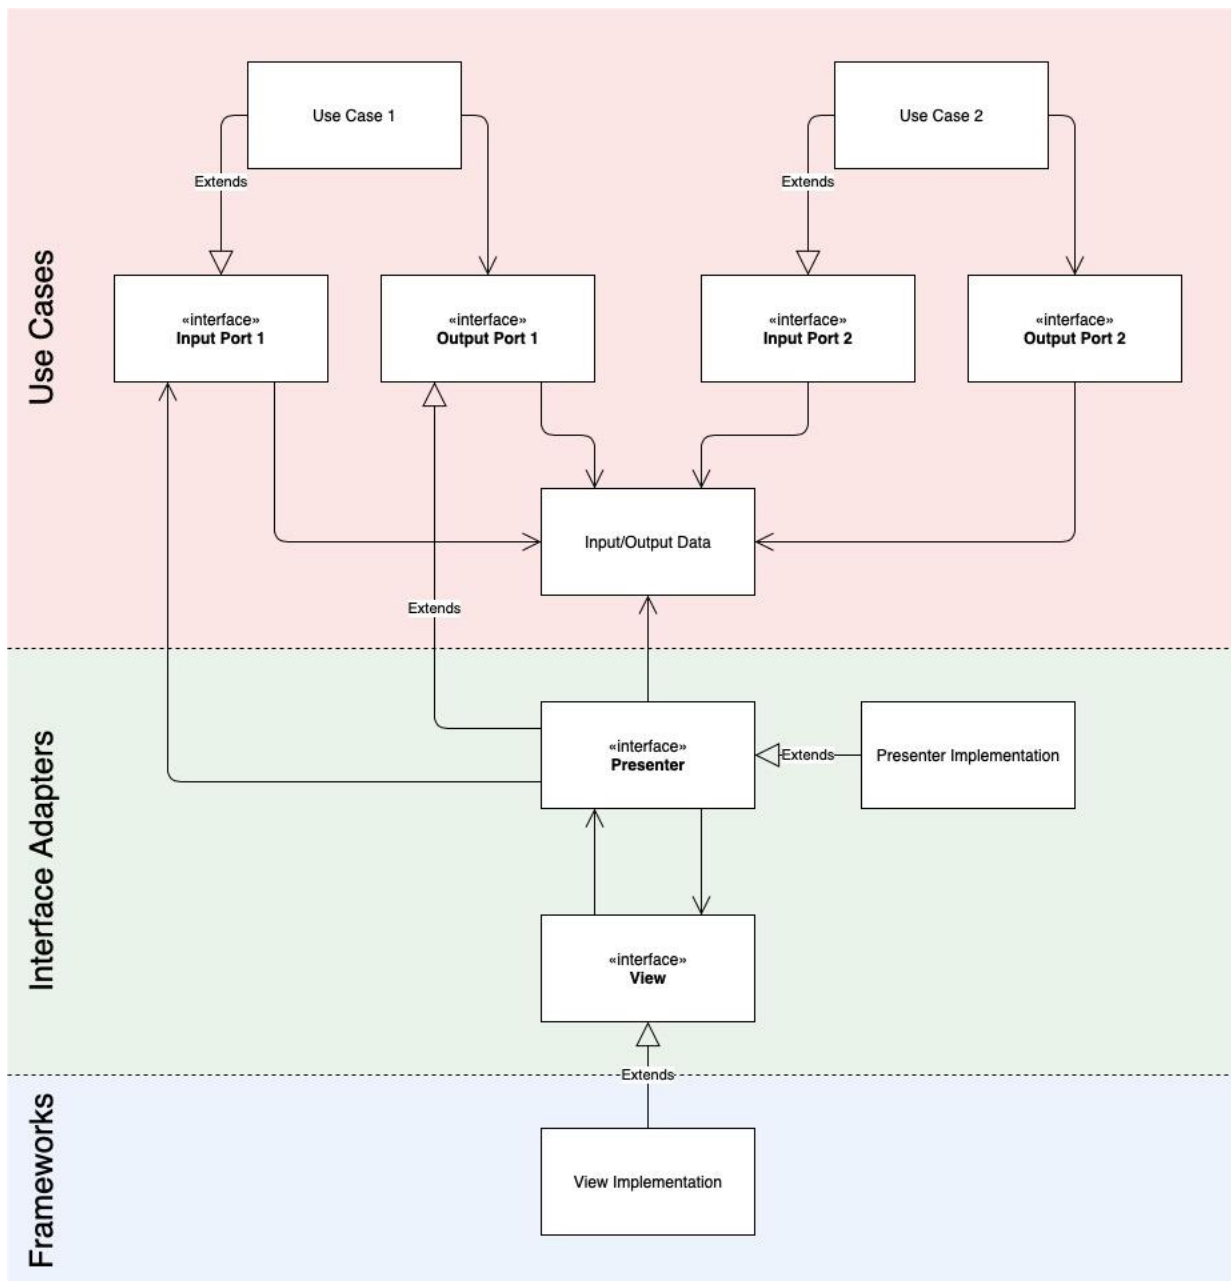 Use Cases
Use Case 1
Use Case 2
Extends
Extends
«interface»
Input Port 1
«interface»
Output Port 1
«interface»
Input Port 2
«interface»
Output Port 2
Input/Output Data
Extends
Interface Adapters
«interface»
Presenter
Extends
Presenter Implementation
«interface»
View
Extends
Frameworks
View Implementation